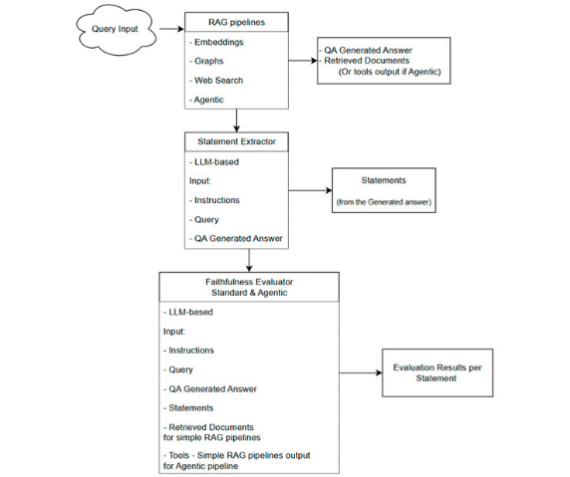 Query Input
RAG pipelines
- Embeddings
- Graphs
- Web Search
- Agentic
- QA Generated Answer
- Retrieved Documents
(Or tools output if Agentic)
Statement Extractor
- LLM-based
Input:
- Instructions
- Query
- QA Generated Answer
Statements
(from the Generated answer)
Faithfulness Evaluator
Standard & Agentic
- LLM-based
Input:
- Instructions
- Query
- QA Generated Answer
- Statements
- Retrieved Documents
for simple RAG pipelines
- Tools - Simple RAG pipelines output
for Agentic pipeline
Evaluation Results per
Statement